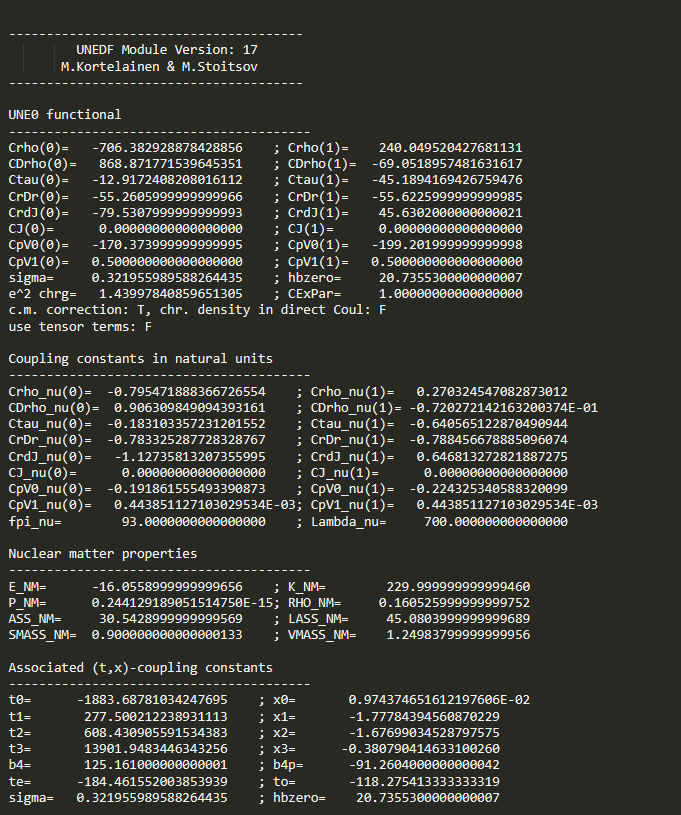 ---------------------------------------
UNEDF Module Version: 17
M.Kortelainen & M.Stoitsov
---------------------------------------
UNE0 functional
----------------------------------------
Crho(0)= -706.382928878428856 ; Crho(1)= 240.049520427681131
CDrho(0)= 868.871771539645351 ; CDrho(1)= -69.0518957481631617
Ctau(0)= -12.9172408208016112 ; Ctau(1)= -45.1894169426759476
CrDr(0)= -55.2605999999999966 ; CrDr(1)= -55.6225999999999985
CrdJ(0)= -79.5307999999999993 ; CrdJ(1)= 45.6302000000000021
CJ(0)= 0.00000000000000000 ; CJ(1)= 0.00000000000000000
CpV0(0)= -170.373999999999995 ; CpV0(1)= -199.201999999999998
CpV1(0)= 0.500000000000000000 ; CpV1(1)= 0.500000000000000000
sigma= 0.321955989588264435 ; hbzero= 20.7355300000000007
e^2 chrg= 1.43997840859651305 ; CExPar= 1.00000000000000000
c.m. correction: T, chr. density in direct Coul: F
use tensor terms: F
Coupling constants in natural units
----------------------------------------
Crho_nu(0)= -0.795471888366726554 ; Crho_nu(1)= 0.270324547082873012
CDrho_nu(0)= 0.906309849094393161 ; CDrho_nu(1)= -0.720272142163200374E-01
Ctau_nu(0)= -0.183103357231201552 ; Ctau_nu(1)= -0.640565122870490944
CrDr_nu(0)= -0.783325287728328767 ; CrDr_nu(1)= -0.788456678885096074
CrdJ_nu(0)= -1.12735813207355995 ; CrdJ_nu(1)= 0.646813272821887275
CJ_nu(0)= 0.00000000000000000 ; CJ_nu(1)= 0.00000000000000000
CpV0_nu(0)= -0.191861555493390873 ; CpV0_nu(1)= -0.224325340588320099
CpV1_nu(0)= 0.443851127103029534E-03; CpV1_nu(1)= 0.443851127103029534E-03
fpi_nu= 93.0000000000000000 ; Lambda_nu= 700.000000000000000
Nuclear matter properties
----------------------------------------
E_NM= -16.0558999999999656 ; K_NM= 229.999999999999460
P_NM= 0.244129189051514750E-15; RHO_NM= 0.160525999999999752
ASS_NM= 30.5428999999999569 ; LASS_NM= 45.0803999999999689
SMASS_NM= 0.900000000000000133 ; VMASS_NM= 1.24983799999999956
Associated (t,x)-coupling constants
----------------------------------------
t0= -1883.68781034247695 ; x0= 0.974374651612197606E-02
t1= 277.500212238931113 ; x1= -1.77784394560870229
t2= 608.430905591534383 ; x2= -1.67699034528797575
t3= 13901.9483446343256 ; x3= -0.380790414633100260
b4= 125.161000000000001 ; b4p= -91.2604000000000042
te= -184.461552003853939 ; to= -118.275413333333319
sigma= 0.321955989588264435 ; hbzero= 20.7355300000000007